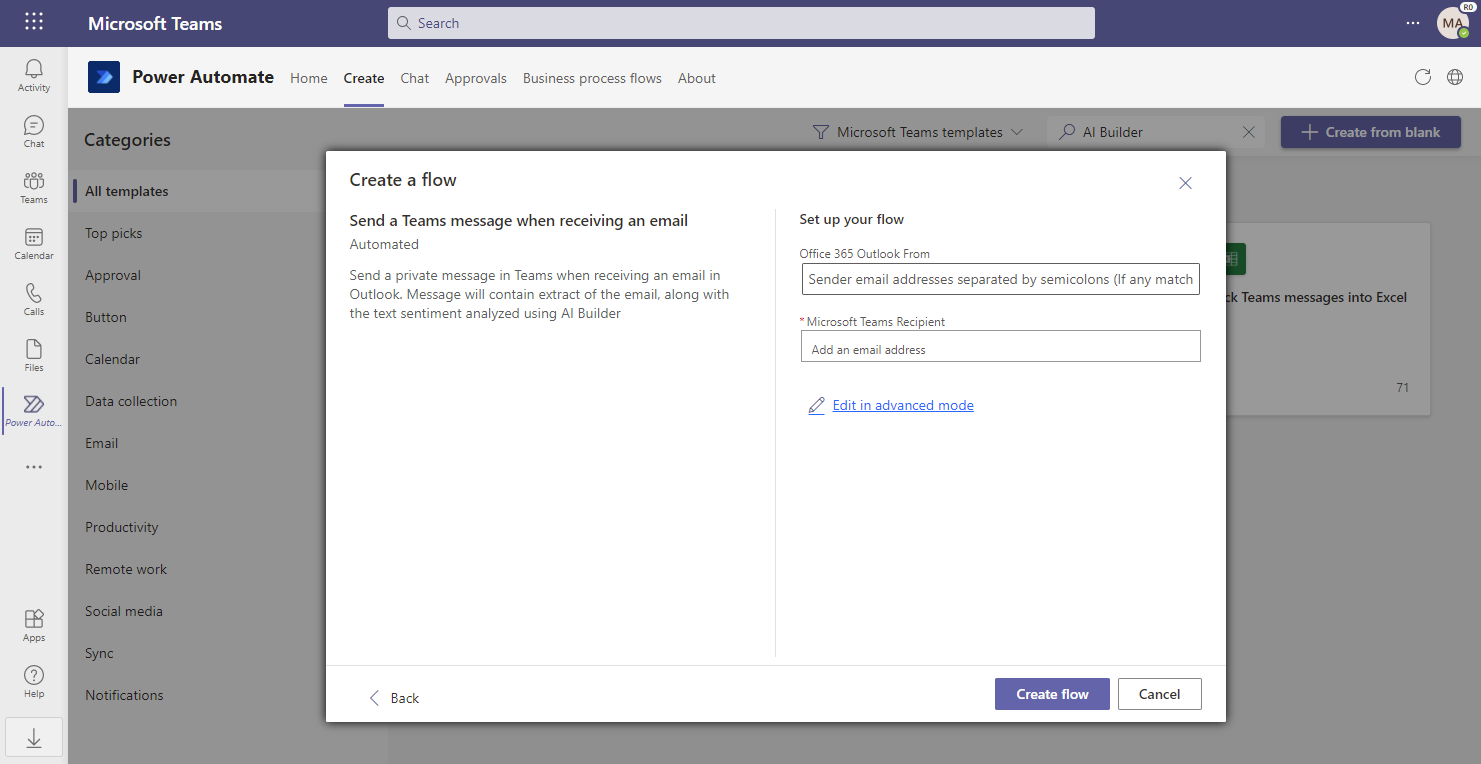 Microsoft Teams
Search
MA
R0
Activity
Chat
Teams
Calendar
Calls
Files
Power Auto...
Apps
Help
Power Automate
Home
Create
Chat
Approvals
Business process flows
About
Categories
Microsoft Teams templates
AI Builder
Create from blank
All templates
Top picks
Approval
Button
Calendar
Data collection
Email
Mobile
Productivity
Remote work
Social media
Sync
Notifications
Create a flow
Send a Teams message when receiving an email
Automated
Send a private message in Teams when receiving an email in
Outlook. Message will contain extract of the email, along with
the text sentiment analyzed using AI Builder
Set up your flow
Office 365 Outlook From
Sender email addresses separated by semicolons (If any match
* Microsoft Teams Recipient
Add an email address
Edit in advanced mode
Back
Create flow
Cancel
Teams messages into Excel
71